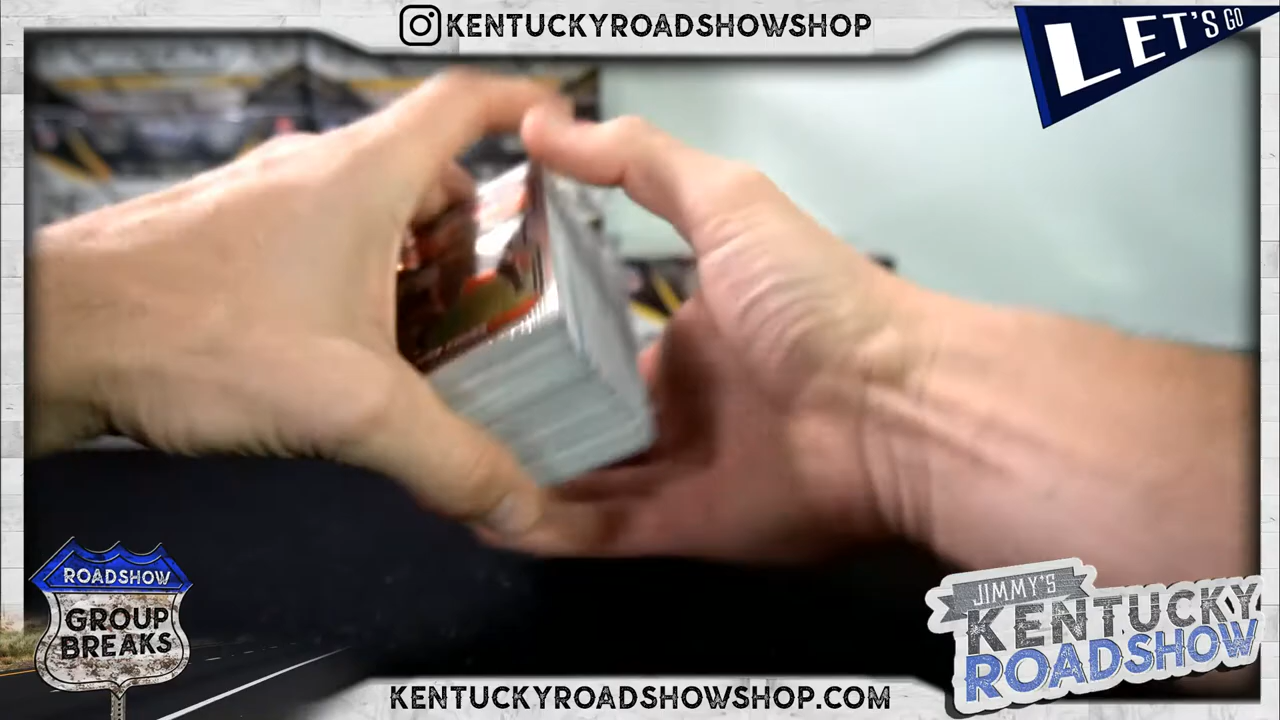 KENTUCKYROADSHOWSHOP
LET'S GO
ROADSHOW
GROUP
BREAKS
JIMMY'S
KENTUCKY
ROADSHOW
KENTUCKYROADSHOWSHOP.COM